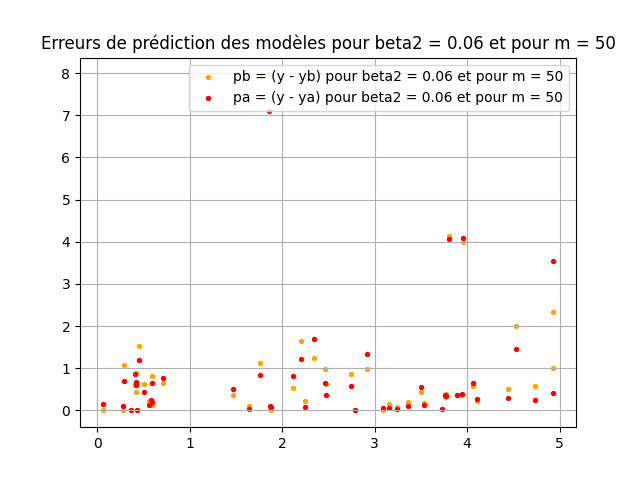 Erreurs de prédiction des modèles pour beta2 = 0.06 et pour m = 50
pb = (y - yb) pour beta2 = 0.06 et pour m = 50
pa = (y - ya) pour beta2 = 0.06 et pour m = 50
8
7
6
5
4
3
2
1
0
0 1 2 3 4 5